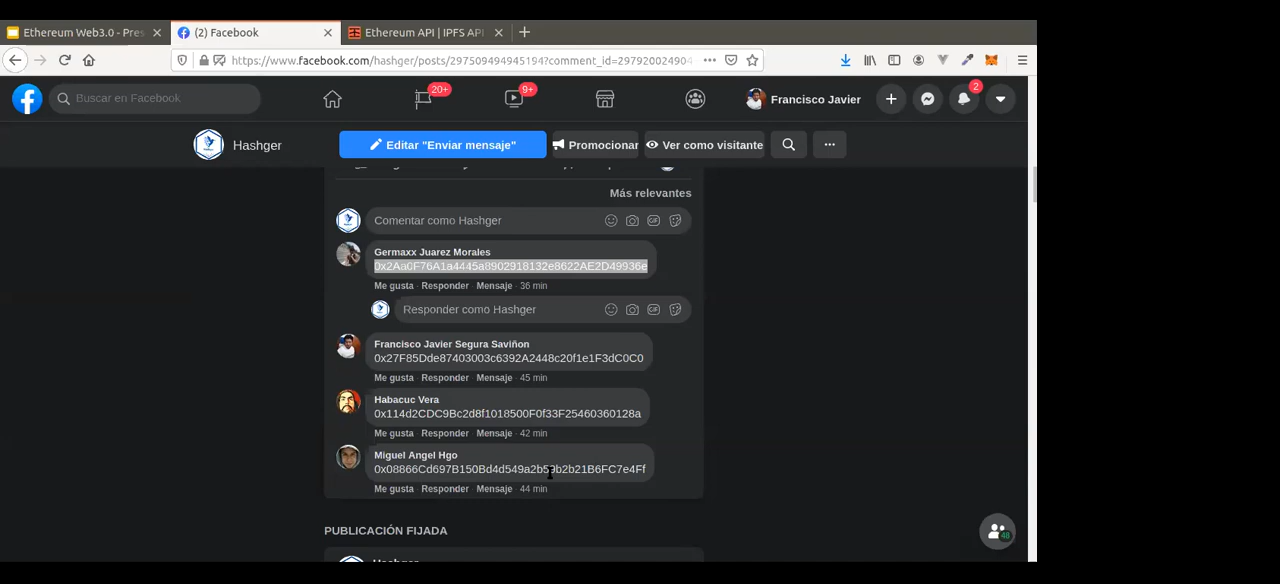 Ethereum Web3.0 - Pres
(2) Facebook
Ethereum API | IPFS API
https://www.facebook.com/hashger/posts/297509494945194?comment_id=297920024904
Buscar en Facebook
20+
9+
Francisco Javier
2
Hashger
Editar "Enviar mensaje"
Promocionar
Ver como visitante
Más relevantes
Comentar como Hashger
GIF
Germaxx Juarez Morales
0x2Aa0F76A1a4445a8902918132e8622AE2D49936e
Me gusta · Responder · Mensaje · 36 min
Responder como Hashger
GIF
Francisco Javier Segura Saviñon
0x27F85Dde87403003c6392A2448c20f1e1F3dC0C0
Me gusta · Responder · Mensaje · 45 min
Habacuc Vera
0x114d2CDC9Bc2d8f1018500F0f33F25460360128a
Me gusta · Responder · Mensaje · 42 min
Miguel Angel Hgo
Me gusta · Responder · Mensaje · 44 min
PUBLICACIÓN FIJADA
48